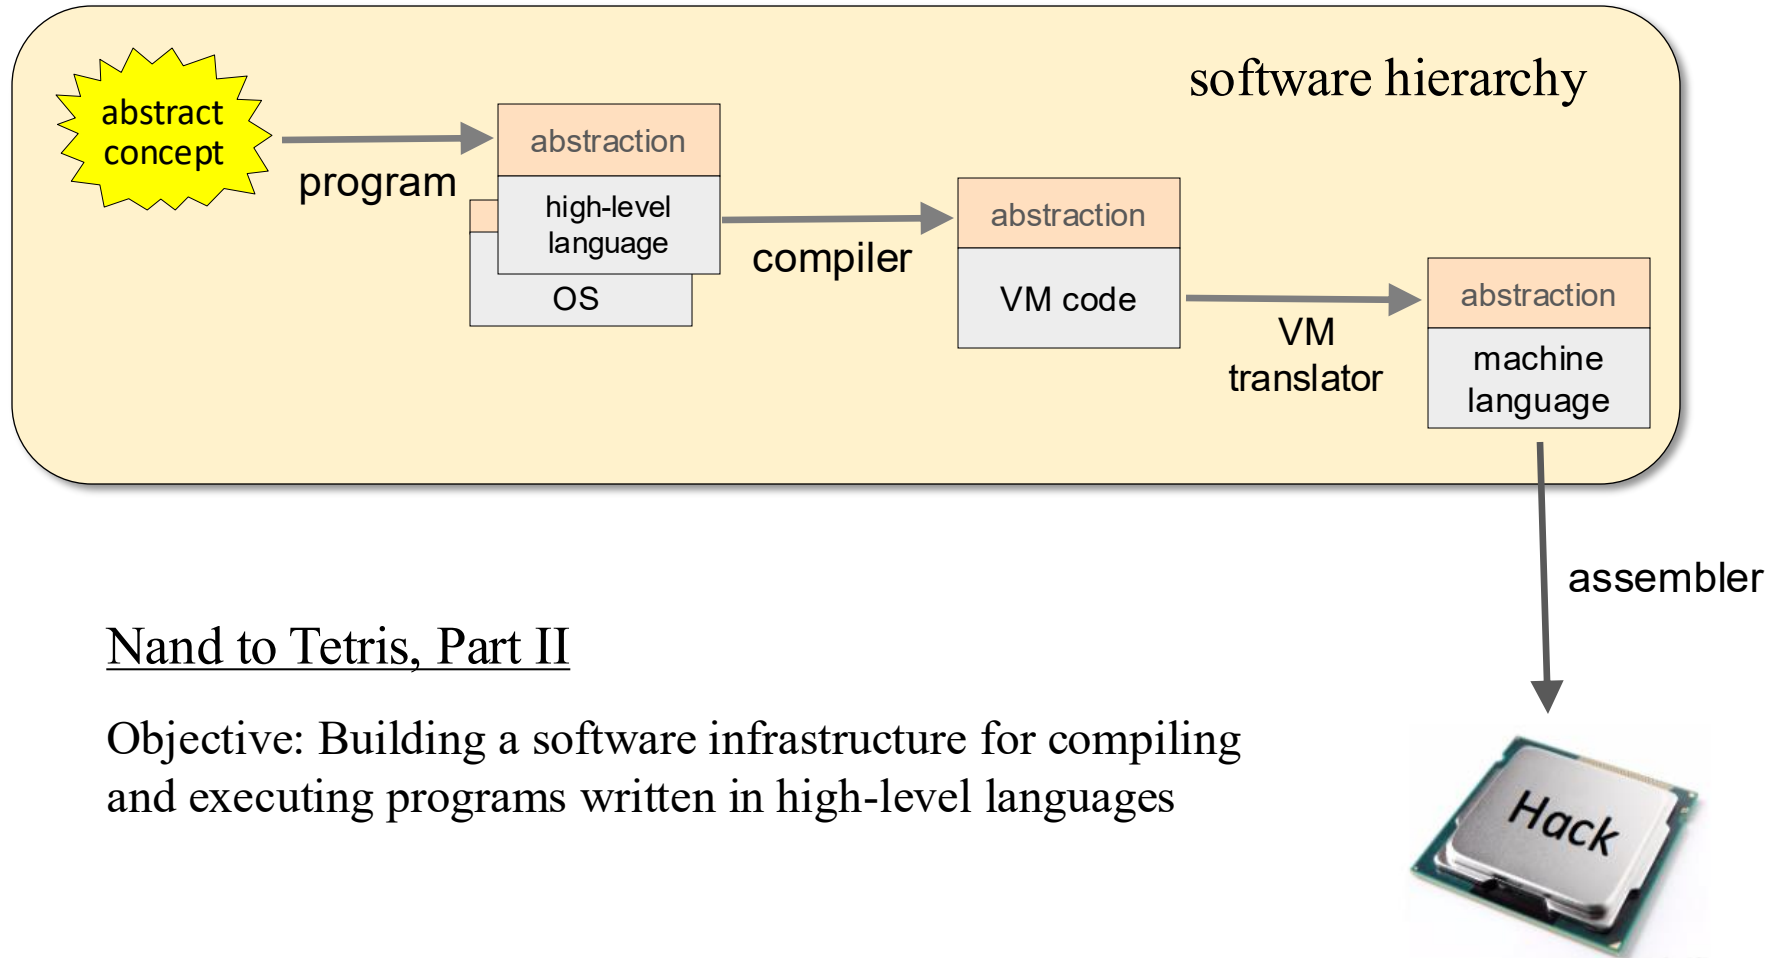 software hierarchy
abstract
concept
program
abstraction
high-level
language
OS
compiler
abstraction
VM code
VM
translator
abstraction
machine
language
assembler
Nand to Tetris, Part II
Objective: Building a software infrastructure for compiling
and executing programs written in high-level languages
Hack